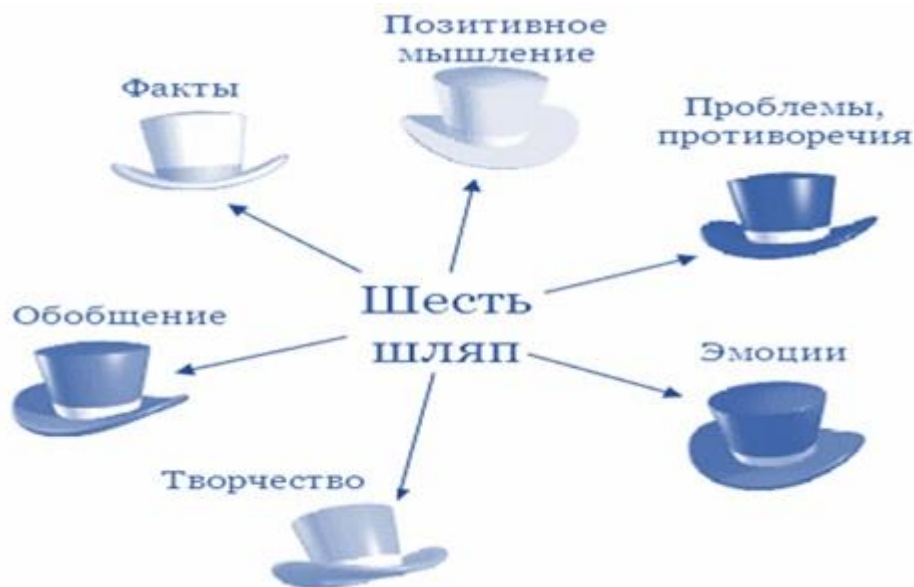 Позитивное
мышление
Факты
Проблемы,
противоречия
Шесть
шляп
Обобщение
Эмоции
Творчество